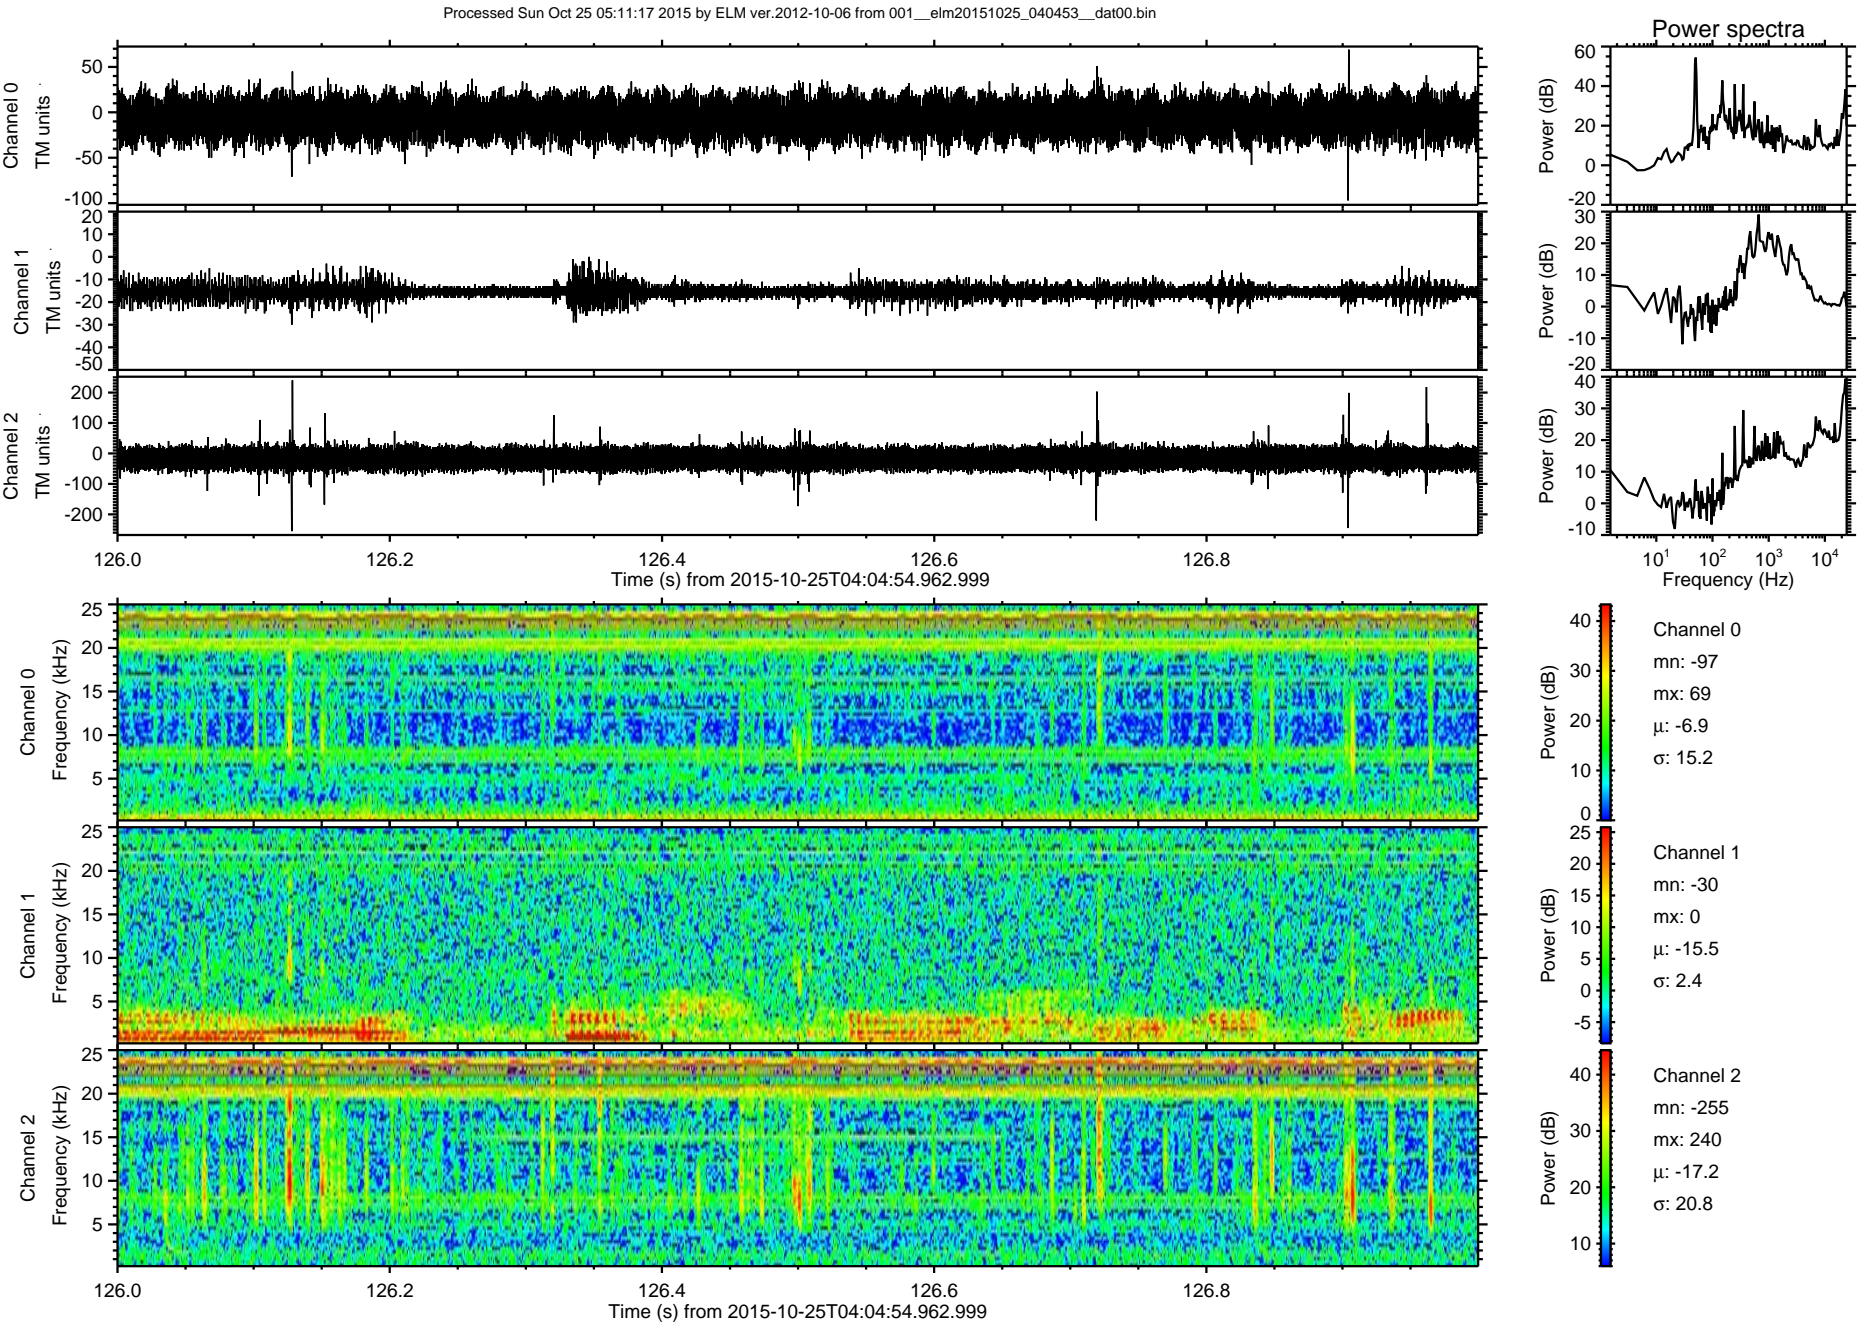 Processed Sun Oct 25 05:11:17 2015 by ELM ver.2012-10-06 from 001__elm20151025_040453__dat00.bin
Power spectra
Channel 0
TM units
50
0
-50
-100
Power (dB)
60
40
20
0
-20
Channel 1
TM units
20
10
0
-10
-20
-30
-40
-50
Power (dB)
30
20
10
0
-10
-20
Channel 2
TM units
200
100
0
-100
-200
Power (dB)
40
30
20
10
0
-10
126.0 126.2 126.4 126.6 126.8
Time (s) from 2015-10-25T04:04:54.962.999
10¹ 10² 10³ 10⁴
Frequency (Hz)
Channel 0
Frequency (kHz)
25
20
15
10
5
Power (dB)
40
30
20
10
0
Channel 0
mn: -97
mx: 69
μ: -6.9
σ: 15.2
Channel 1
Frequency (kHz)
25
20
15
10
5
Power (dB)
25
20
15
10
5
0
-5
Channel 1
mn: -30
mx: 0
μ: -15.5
σ: 2.4
Channel 2
Frequency (kHz)
25
20
15
10
5
Power (dB)
40
30
20
10
Channel 2
mn: -255
mx: 240
μ: -17.2
σ: 20.8
126.0 126.2 126.4 126.6 126.8
Time (s) from 2015-10-25T04:04:54.962.999